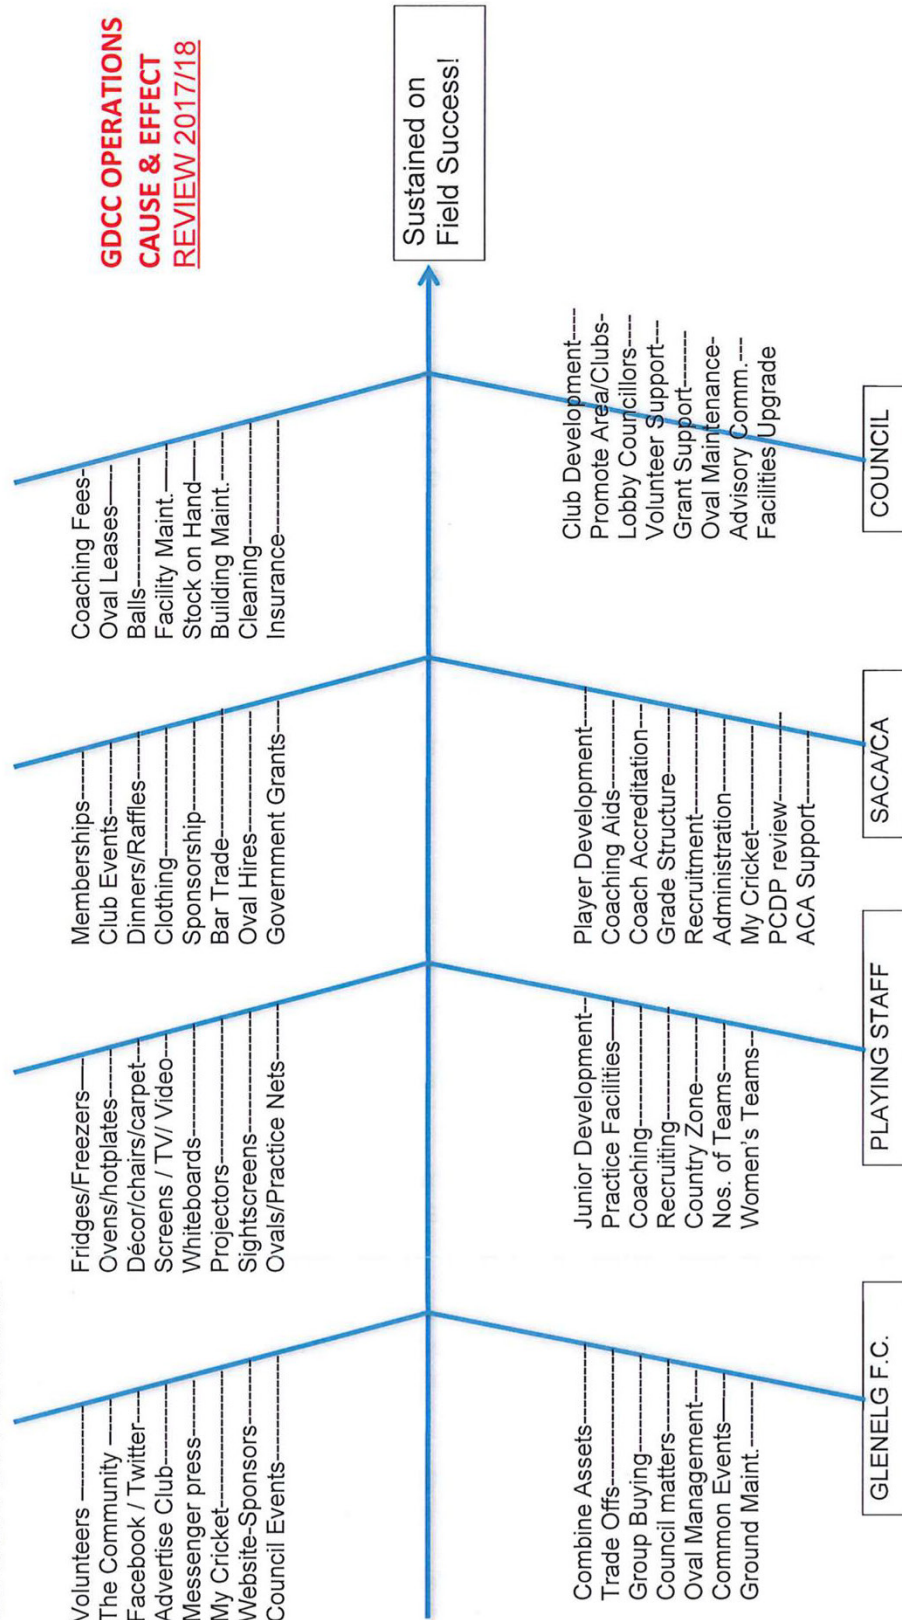 GDCC OPERATIONS
CAUSE & EFFECT
REVIEW 2017/18
Volunteers ------------
The Community ------
Facebook / Twitter---
Advertise Club---------
Messenger press------
My Cricket--------------
Website-Sponsors----
Council Events---------
Fridges/Freezers----
Ovens/hotplates-------
Décor/chairs/carpet--
Screens / TV/ Video--
Whiteboards------------
Projectors---------------
Sightscreens-----------
Ovals/Practice Nets---
Memberships-----
Club Events-------
Dinners/Raffles----
Clothing-------------
Sponsorship-------
Bar Trade----------
Oval Hires---------
Government Grants----
Coaching Fees-
Oval Leases----
Balls------------
Facility Maint.----
Stock on Hand----
Building Maint.----
Cleaning-----------
Insurance---------
Sustained on
Field Success!
Combine Assets-------
Trade Offs-------------
Group Buying---------
Council matters-------
Oval Management---
Common Events----
Ground Maint.--------
Junior Development--
Practice Facilities----
Coaching--------------
Recruiting-------------
Country Zone--------
Nos. of Teams------
Women's Teams----
Player Development----
Coaching Aids--------
Coach Accreditation---
Grade Structure------
Recruitment----------
Administration--------
My Cricket------------
PCDP review---------
ACA Support---------
Club Development----
Promote Area/Clubs-
Lobby Councillors----
Volunteer Support---
Grant Support-------
Oval Maintenance-
Advisory Comm.---
Facilities Upgrade
GLENELG F.C.
PLAYING STAFF
SACA/CA
COUNCIL